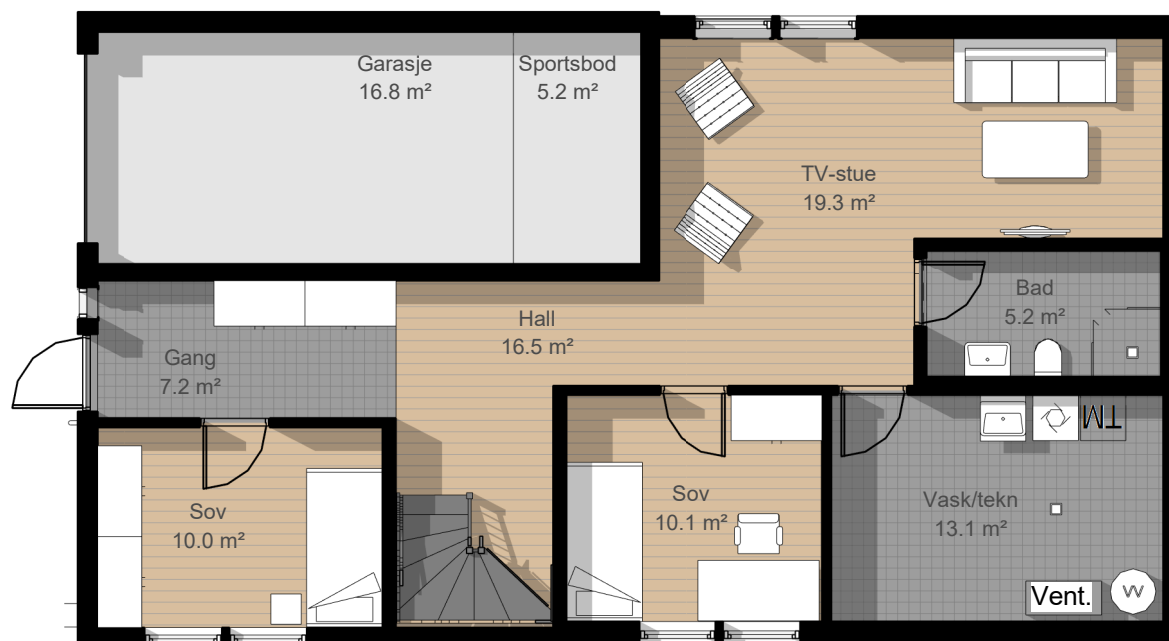 Garasje
16.8 m²
Sportsbod
5.2 m²
TV-stue
19.3 m²
Bad
5.2 m²
Hall
16.5 m²
Gang
7.2 m²
Sov
10.0 m²
Sov
10.1 m²
TM
Vask/tekn
13.1 m²
Vent.
VV